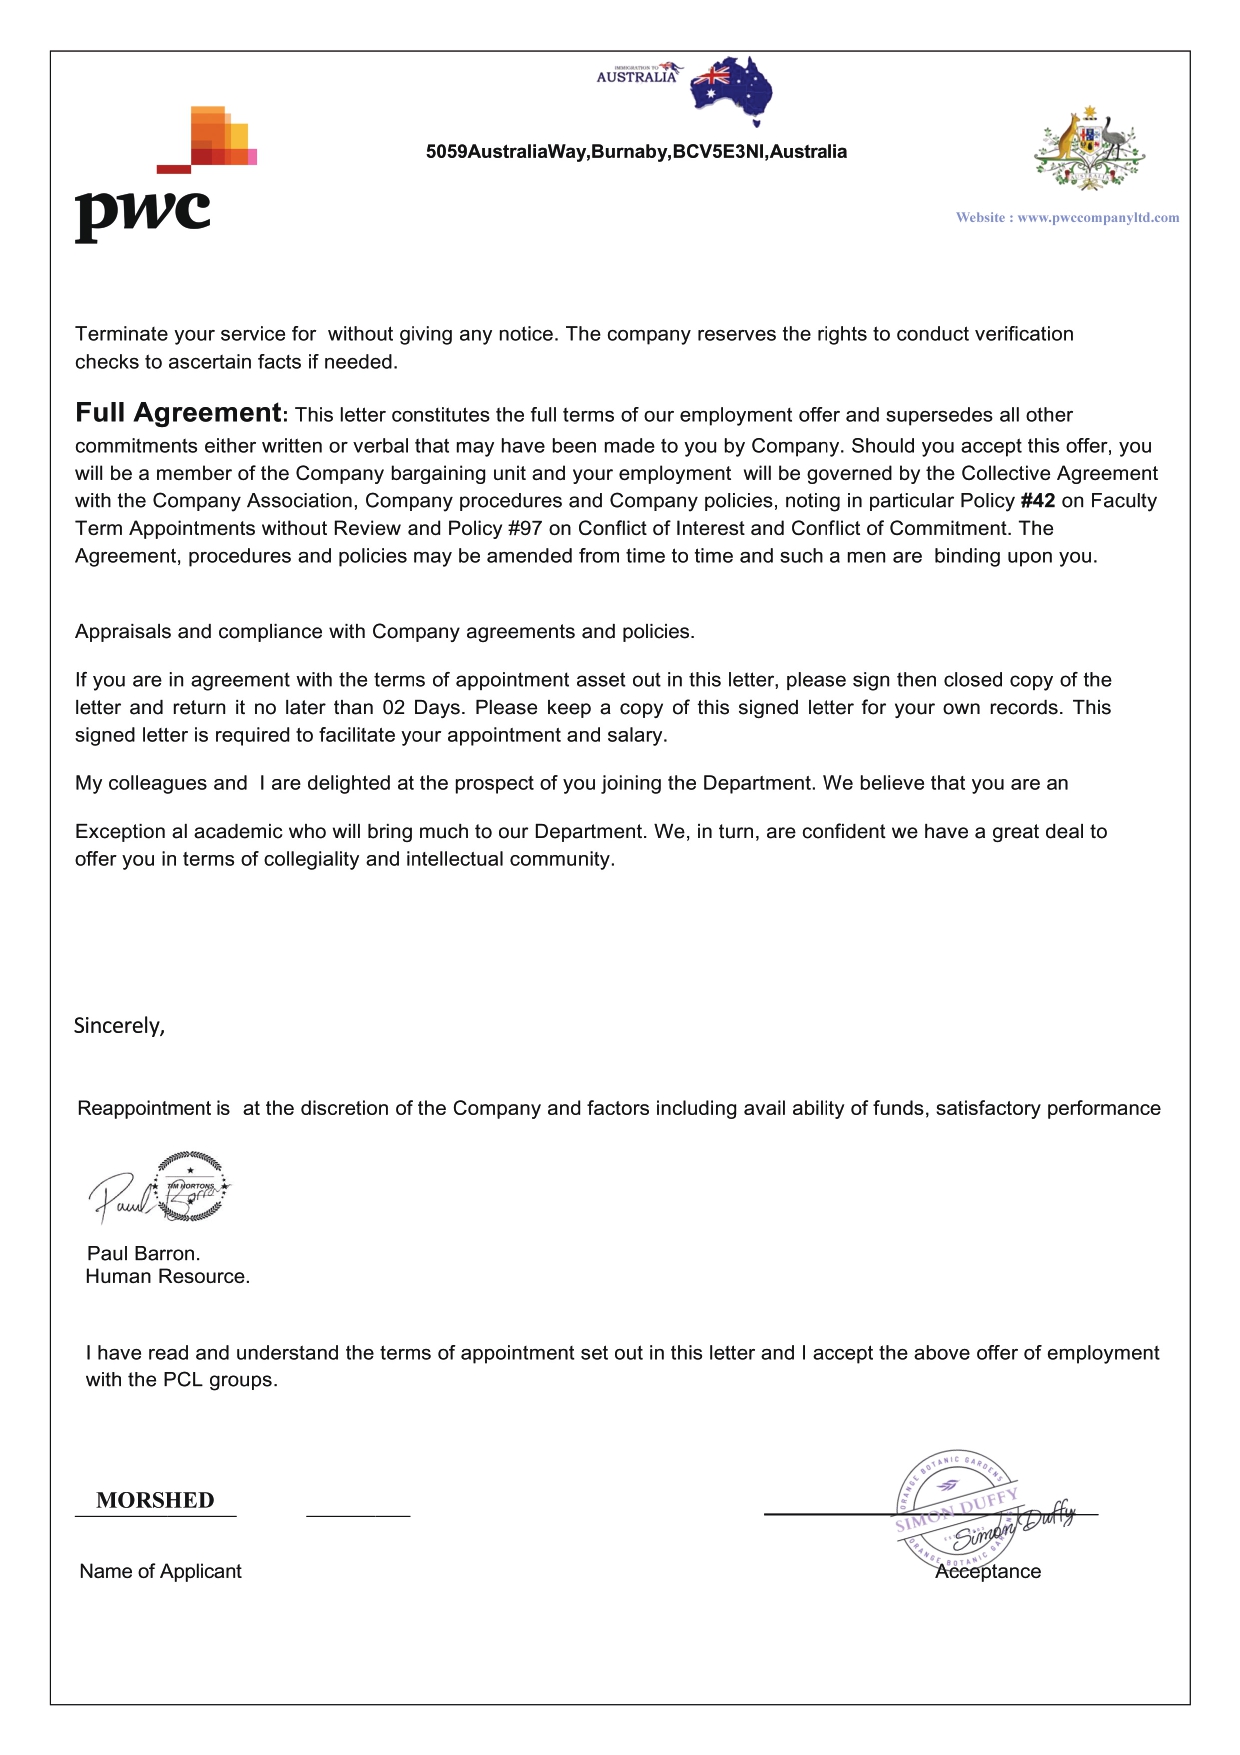 IMMIGRATION TO
AUSTRALIA
5059AustraliaWay,Burnaby,BCV5E3NI,Australia
pwc
AUSTRALIA
Website : www.pwccompanyltd.com
Terminate your service for without giving any notice. The company reserves the rights to conduct verification
checks to ascertain facts if needed.
Full Agreement: This letter constitutes the full terms of our employment offer and supersedes all other
commitments either written or verbal that may have been made to you by Company. Should you accept this offer, you
will be a member of the Company bargaining unit and your employment will be governed by the Collective Agreement
with the Company Association, Company procedures and Company policies, noting in particular Policy #42 on Faculty
Term Appointments without Review and Policy #97 on Conflict of Interest and Conflict of Commitment. The
Agreement, procedures and policies may be amended from time to time and such a men are binding upon you.
Appraisals and compliance with Company agreements and policies.
If you are in agreement with the terms of appointment asset out in this letter, please sign then closed copy of the
letter and return it no later than 02 Days. Please keep a copy of this signed letter for your own records. This
signed letter is required to facilitate your appointment and salary.
My colleagues and I are delighted at the prospect of you joining the Department. We believe that you are an
Exception al academic who will bring much to our Department. We, in turn, are confident we have a great deal to
offer you in terms of collegiality and intellectual community.
Sincerely,
Reappointment is at the discretion of the Company and factors including avail ability of funds, satisfactory performance
TIM HORTONS
Paul Barron
Paul Barron.
Human Resource.
I have read and understand the terms of appointment set out in this letter and I accept the above offer of employment
with the PCL groups.
MORSHED
ORANGE BOTANIC GARDENS
SIMON DUFFY
Simon Duffy
ORANGE BOTANIC GARDENS
Name of Applicant
Acceptance